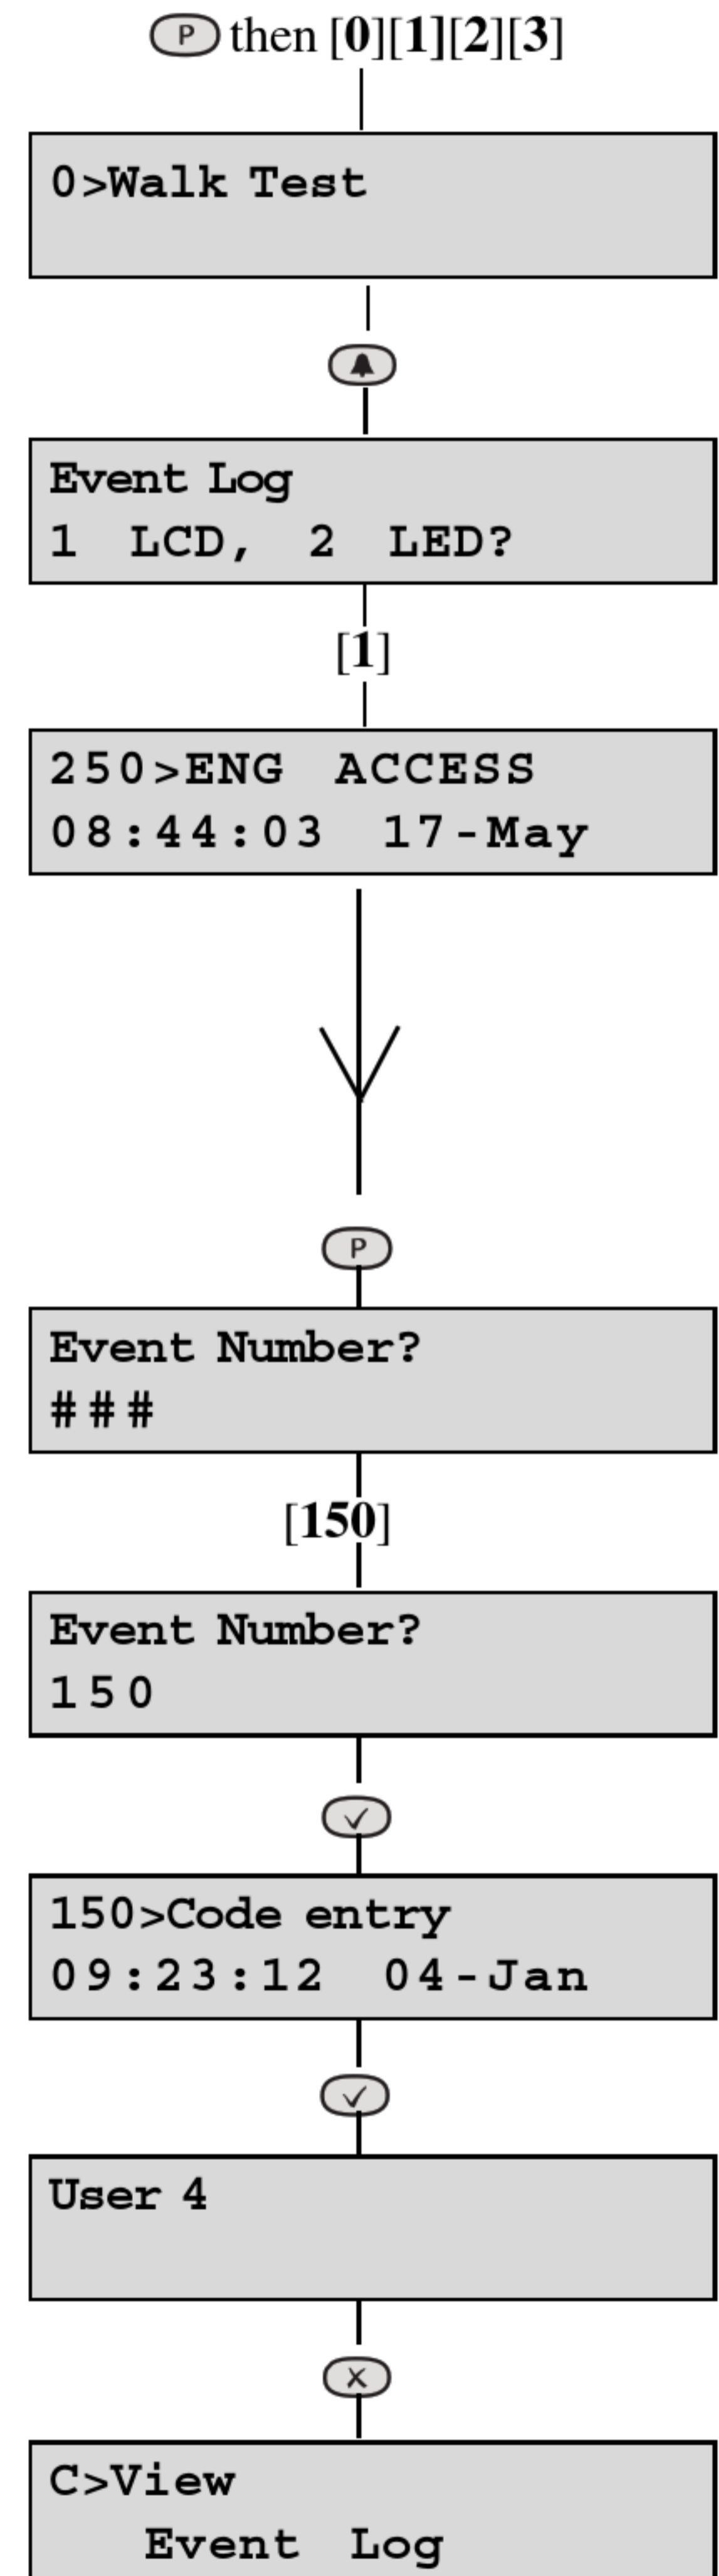 P then [0][1][2][3]
0>Walk Test
Event Log
1 LCD, 2 LED?
[1]
250>ENG ACCESS
08:44:03 17-May
P
Event Number?
###
[150]
Event Number?
150
150>Code entry
09:23:12 04-Jan
User 4
C>View
Event Log